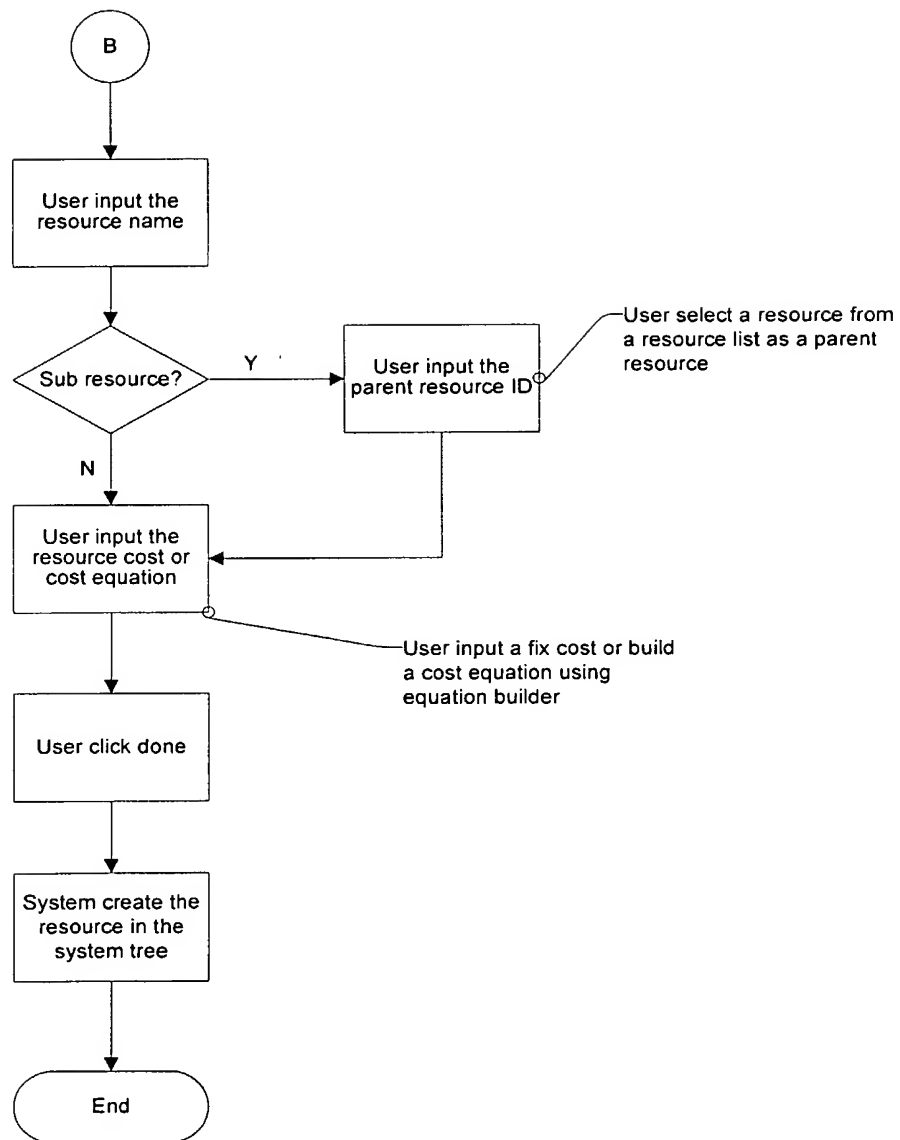 B
User input the
resource name
Sub resource?
Y
User input the
parent resource ID
User select a resource from
a resource list as a parent
resource
N
User input the
resource cost or
cost equation
User input a fix cost or build
a cost equation using
equation builder
User click done
System create the
resource in the
system tree
End